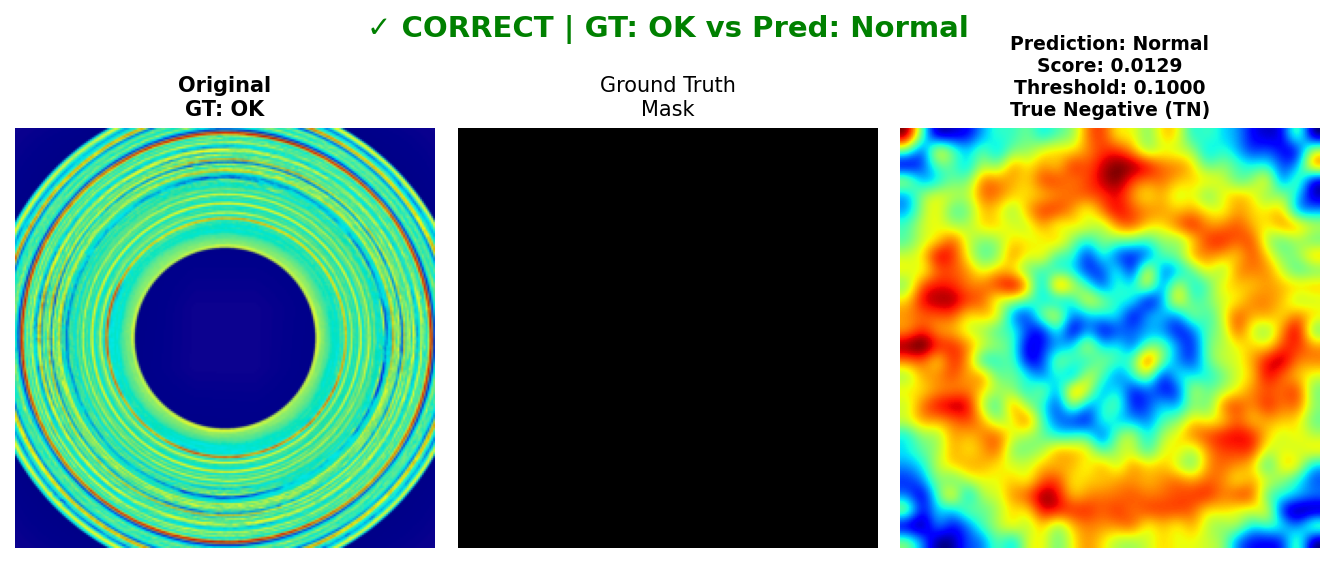 ✓ CORRECT | GT: OK vs Pred: Normal
Original
GT: OK
Ground Truth
Mask
Prediction: Normal
Score: 0.0129
Threshold: 0.1000
True Negative (TN)